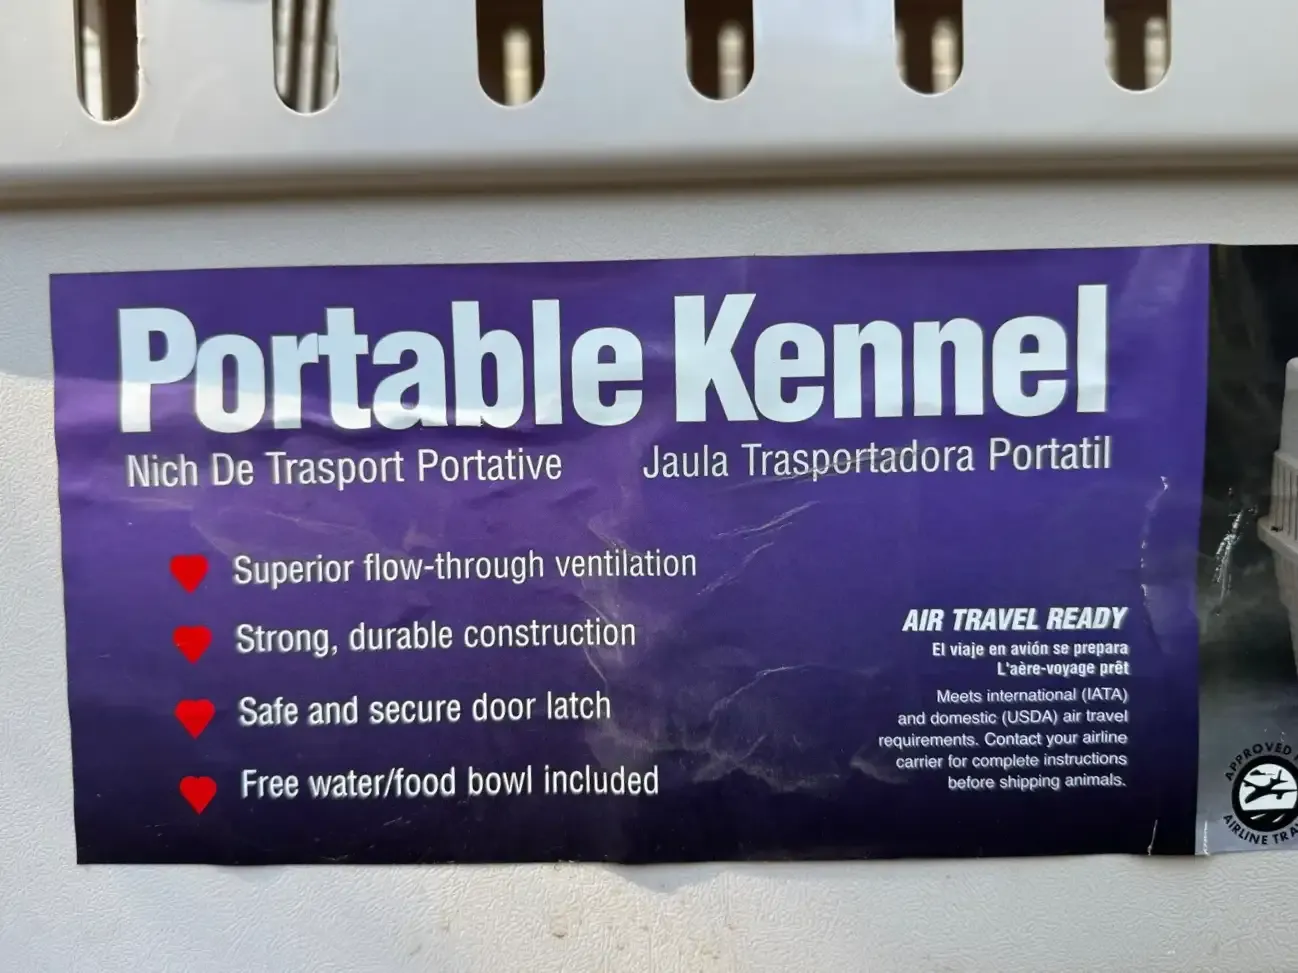 Portable Kennel
Nich De Trasport Portative
Jaula Trasportadora Portatil
Superior flow-through ventilation
Strong, durable construction
Safe and secure door latch
Free water/food bowl included
AIR TRAVEL READY
El viaje en avión se prepara
L'aère-voyage prêt
Meets international (IATA)
and domestic (USDA) air travel
requirements. Contact your airline
carrier for complete instructions
before shipping animals.
APPROVED
AIRLINE